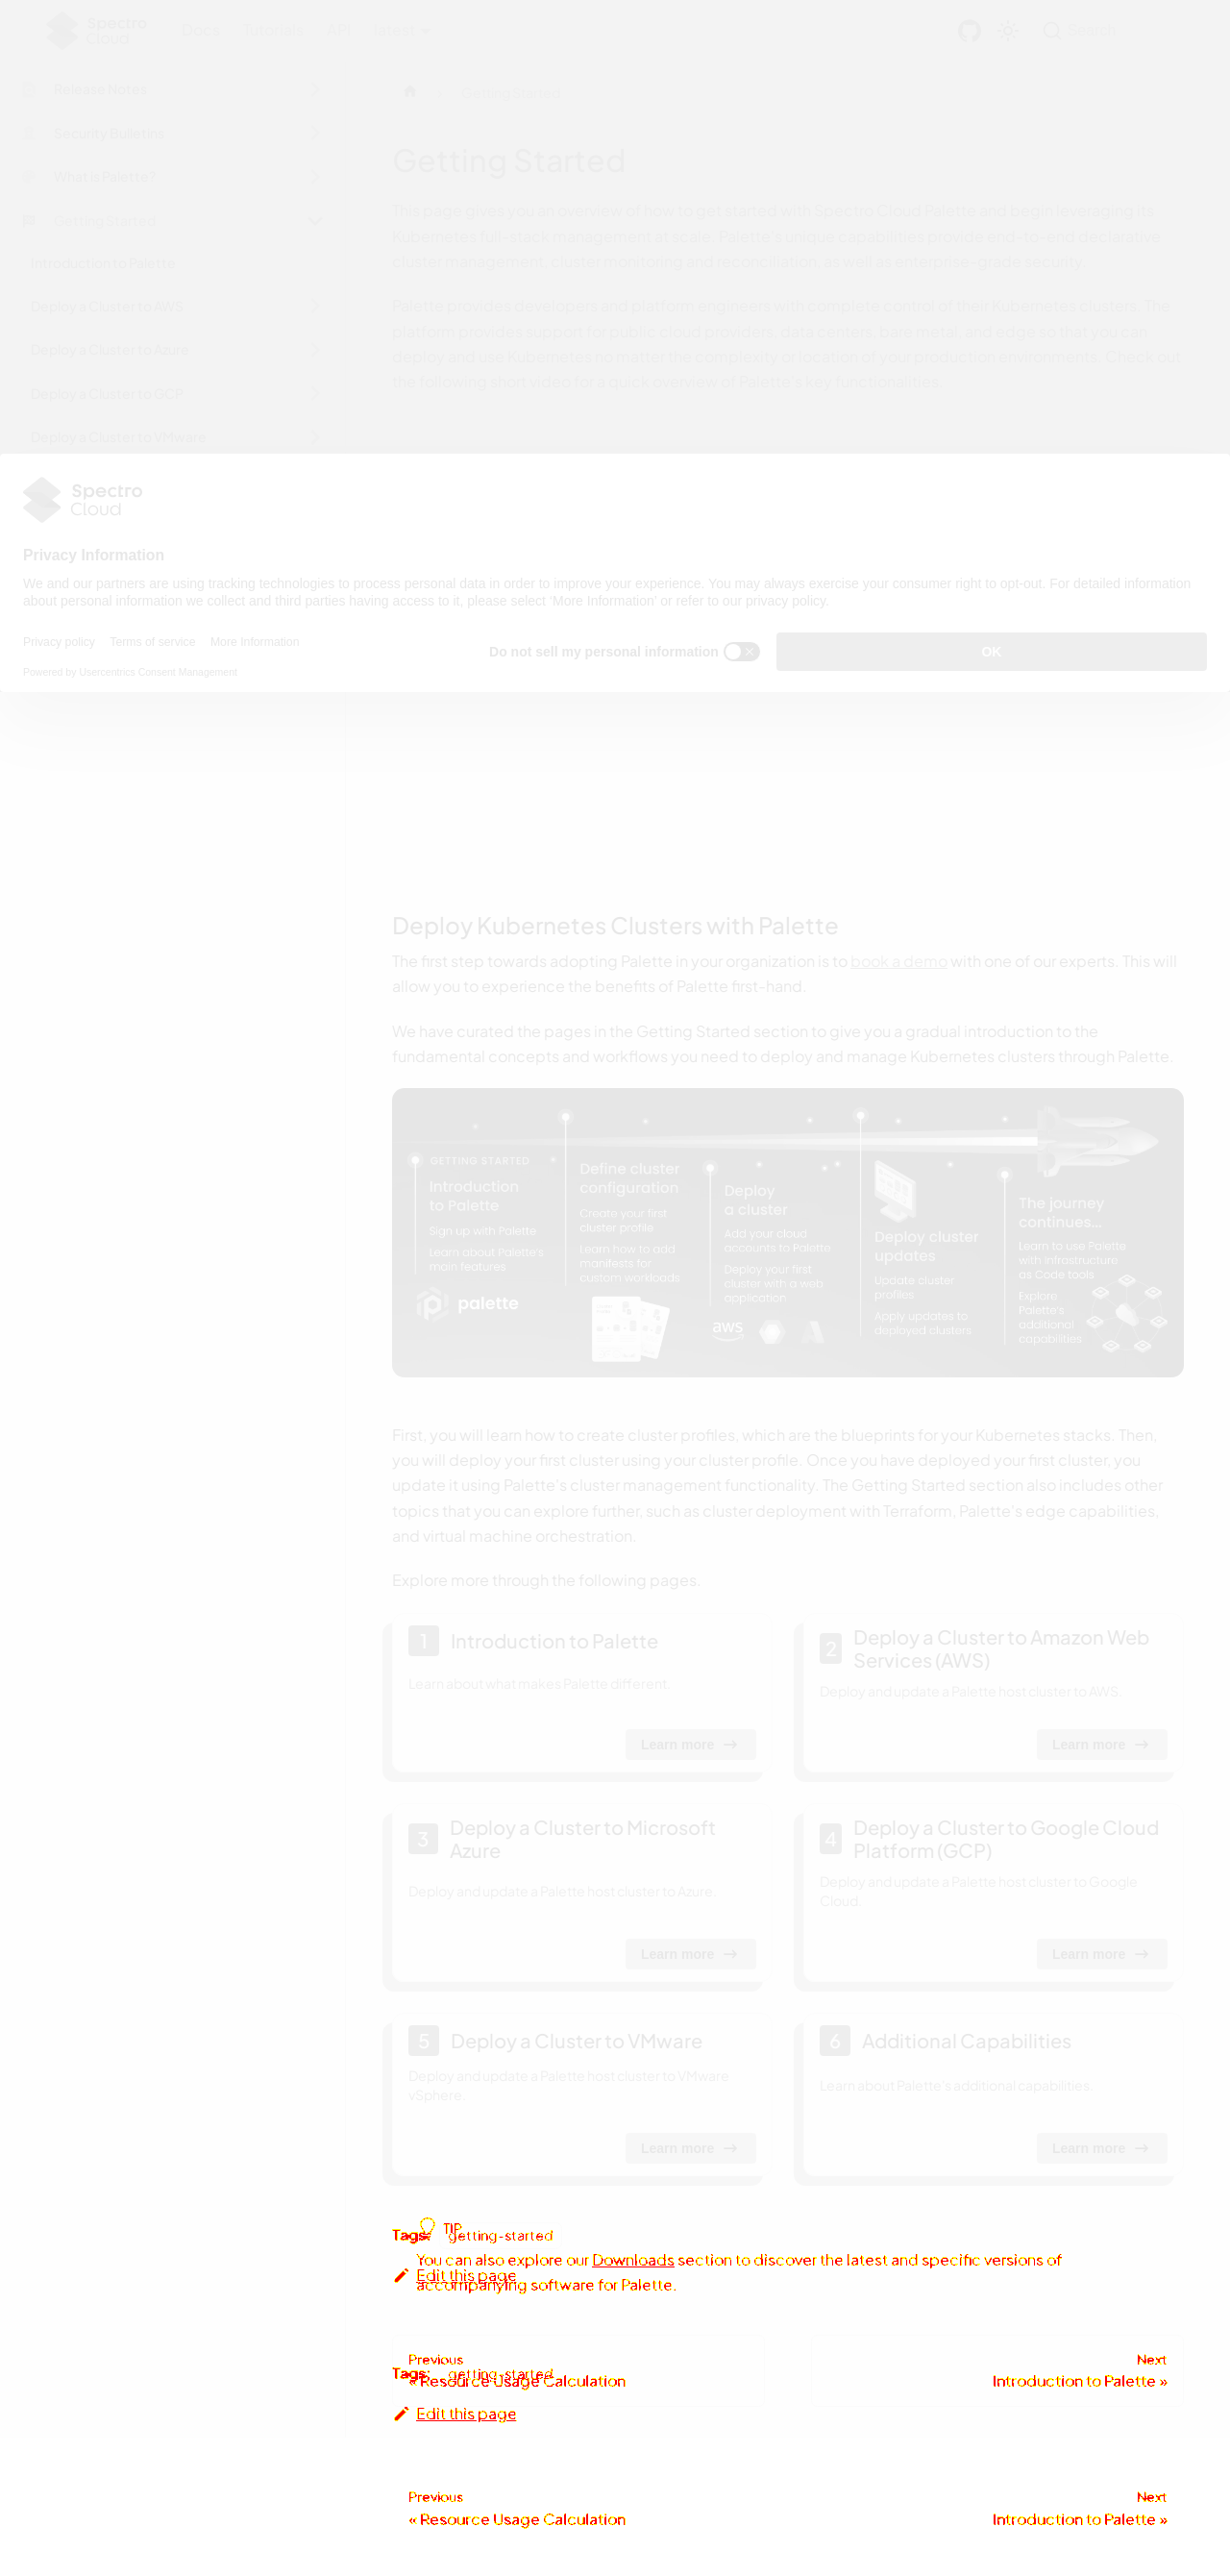 Spectro Cloud
Docs Tutorials API latest
Search
Release Notes
Security Bulletins
What is Palette?
Getting Started
Introduction to Palette
Deploy a Cluster to AWS
Deploy a Cluster to Azure
Deploy a Cluster to GCP
Deploy a Cluster to VMware
Getting Started
Getting Started
This page gives you an overview of how to get started with Spectro Cloud Palette and begin leveraging its
Kubernetes full-stack management at scale. Palette's unique capabilities provide end-to-end declarative
cluster management, cluster monitoring and reconciliation, as well as enterprise-grade security.
Palette provides developers and platform engineers with complete control of their Kubernetes clusters. The
platform provides support for public cloud providers, data centers, bare metal, and edge so that you can
deploy and use Kubernetes no matter the complexity or location of your production environments. Check out
the following short video for a quick overview of Palette's key functionalities.
Spectro
Cloud
Privacy Information
We and our partners are using tracking technologies to process personal data in order to improve your experience. You may always exercise your consumer right to opt-out. For detailed information
about personal information we collect and third parties having access to it, please select 'More Information' or refer to our privacy policy.
Privacy policy Terms of service More Information
Powered by Usercentrics Consent Management
Do not sell my personal information
OK
Deploy Kubernetes Clusters with Palette
The first step towards adopting Palette in your organization is to book a demo with one of our experts. This will
allow you to experience the benefits of Palette first-hand.
We have curated the pages in the Getting Started section to give you a gradual introduction to the
fundamental concepts and workflows you need to deploy and manage Kubernetes clusters through Palette.
GETTING STARTED
Introduction
to Palette
Sign up with Palette
Learn about Palette's
main features
palette
Define cluster
configuration
Create your first
cluster profile
Learn how to add
manifests for
custom workloads
Deploy
a cluster
Add your cloud
accounts to Palette
Deploy your first
cluster with a web
application
aws
Deploy cluster
updates
Update cluster
profiles
Apply updates to
deployed clusters
The journey
continues...
Learn to use Palette
with Infrastructure
as Code tools
Explore
Palette's
additional
capabilities
First, you will learn how to create cluster profiles, which are the blueprints for your Kubernetes stacks. Then,
you will deploy your first cluster using your cluster profile. Once you have deployed your first cluster, you
update it using Palette's cluster management functionality. The Getting Started section also includes other
topics that you can explore further, such as cluster deployment with Terraform, Palette's edge capabilities,
and virtual machine orchestration.
Explore more through the following pages.
1 Introduction to Palette
Learn about what makes Palette different.
Learn more
2 Deploy a Cluster to Amazon Web
Services (AWS)
Deploy and update a Palette host cluster to AWS.
Learn more
3 Deploy a Cluster to Microsoft
Azure
Deploy and update a Palette host cluster to Azure.
Learn more
4 Deploy a Cluster to Google Cloud
Platform (GCP)
Deploy and update a Palette host cluster to Google
Cloud.
Learn more
5 Deploy a Cluster to VMware
Deploy and update a Palette host cluster to VMware
vSphere.
Learn more
6 Additional Capabilities
Learn about Palette's additional capabilities.
Learn more
TIP
Tags: getting-started
You can also explore our Downloads section to discover the latest and specific versions of
Edit this page
accompanying software for Palette.
Previous
Next
Tags: getting-started
« Resource Usage Calculation
Introduction to Palette »
Edit this page
Previous
Next
« Resource Usage Calculation
Introduction to Palette »